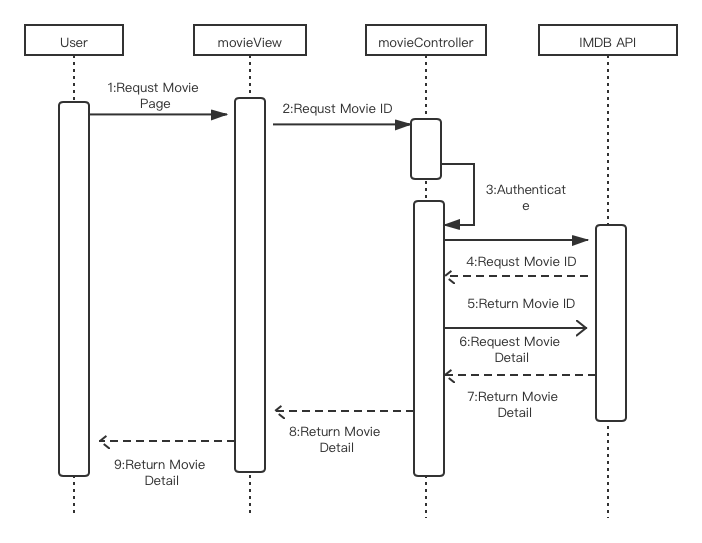 User
movieView
movieController
IMDB API
1:Requst Movie
Page
2:Requst Movie ID
3:Authenticat
e
4:Requst Movie ID
5:Return Movie ID
6:Request Movie
Detail
7:Return Movie
Detail
8:Return Movie
Detail
9:Return Movie
Detail